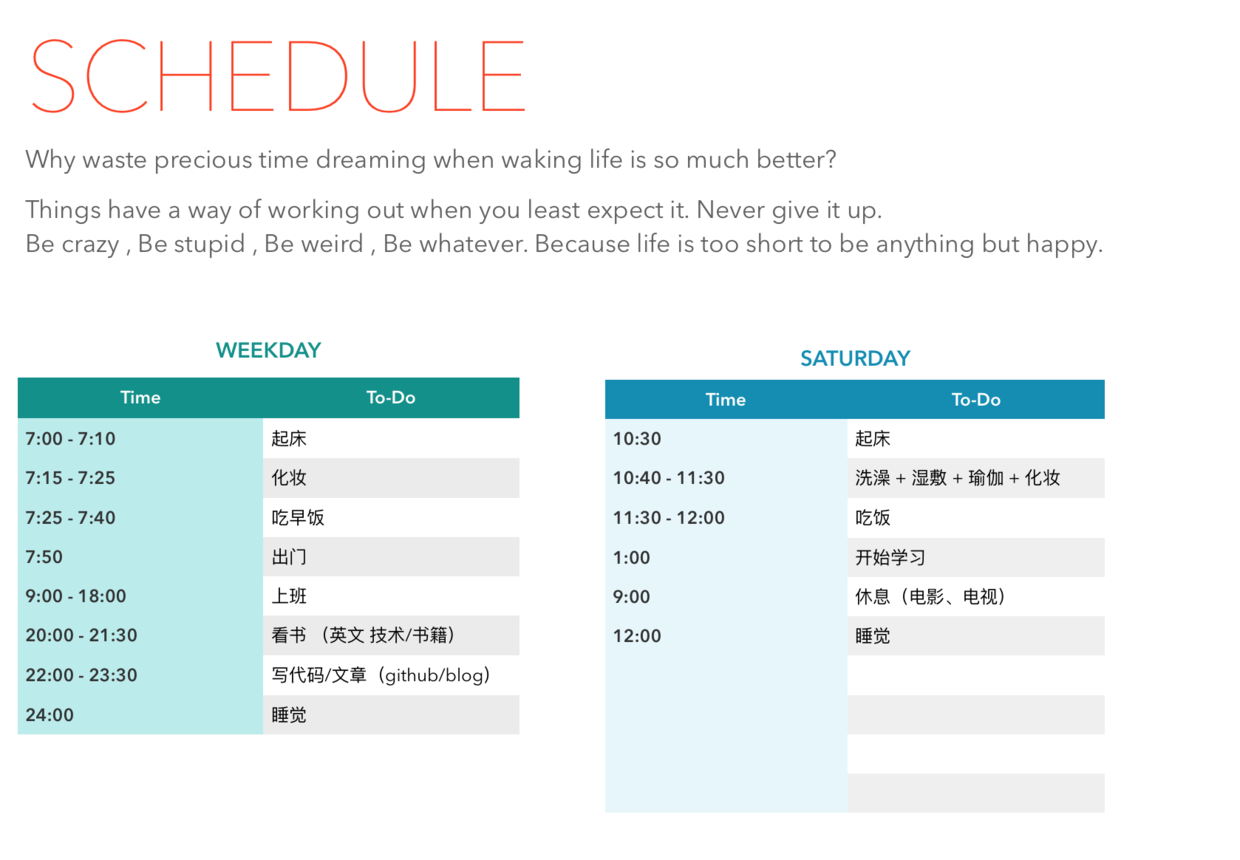 SCHEDULE
Why waste precious time dreaming when waking life is so much better?
Things have a way of working out when you least expect it. Never give it up.
Be crazy , Be stupid , Be weird , Be whatever. Because life is too short to be anything but happy.
WEEKDAY
Time To-Do
7:00 - 7:10 起床
7:15 - 7:25 化妆
7:25 - 7:40 吃早饭
7:50 出门
9:00 - 18:00 上班
20:00 - 21:30 看书 （英文 技术/书籍）
22:00 - 23:30 写代码/文章（github/blog）
24:00 睡觉
SATURDAY
Time To-Do
10:30 起床
10:40 - 11:30 洗澡 + 湿敷 + 瑜伽 + 化妆
11:30 - 12:00 吃饭
1:00 开始学习
9:00 休息（电影、电视）
12:00 睡觉